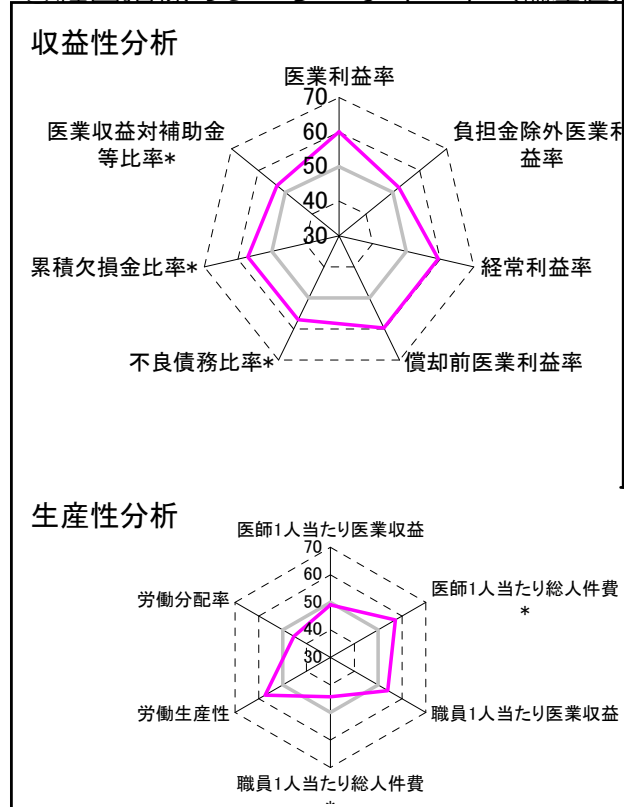 収益性分析
医業利益率
70
60
50
40
30
医業収益対補助金
等比率*
負担金除外医業利
益率
累積欠損金比率*
経常利益率
不良債務比率*
償却前医業利益率
生産性分析
医師1人当たり医業収益
70
60
50
40
30
労働分配率
医師1人当たり総人件費
*
労働生産性
職員1人当たり医業収益
職員1人当たり総人件費
*